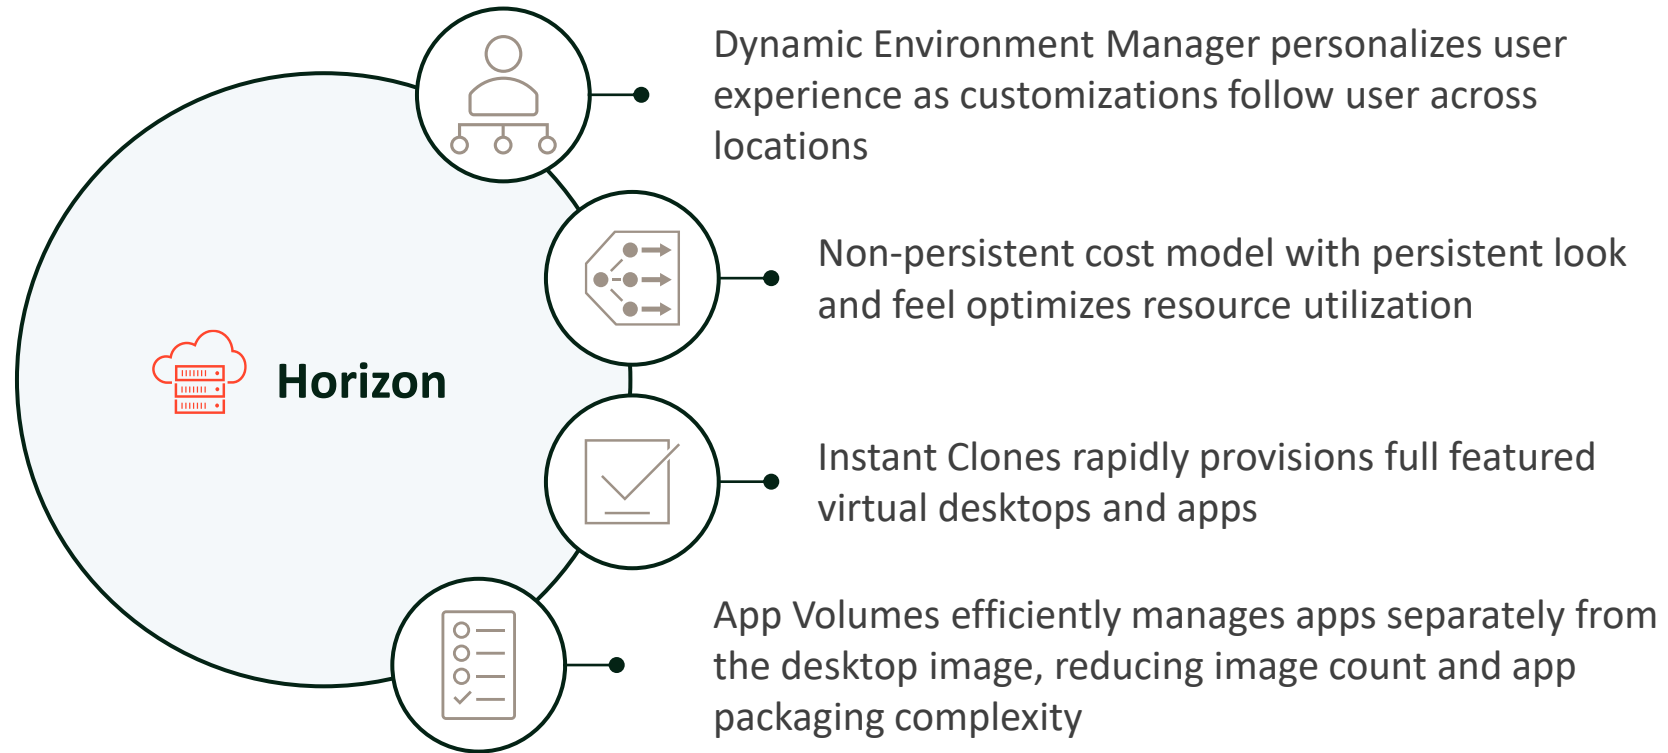 Dynamic Environment Manager personalizes user
experience as customizations follow user across
locations
Non-persistent cost model with persistent look
and feel optimizes resource utilization
Horizon
Instant Clones rapidly provisions full featured
virtual desktops and apps
App Volumes efficiently manages apps separately from
the desktop image, reducing image count and app
packaging complexity